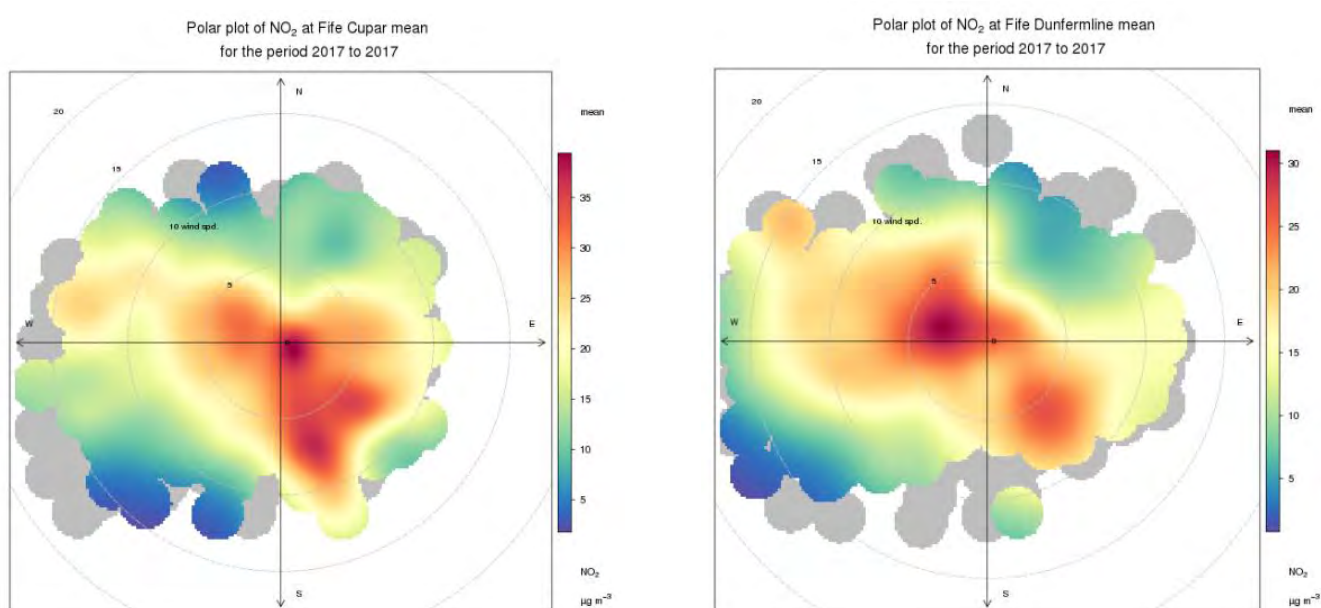 Polar plot of NO₂ at Fife Cupar mean
for the period 2017 to 2017
N
20
mean
15
35
10 wind spd.
30
5
25
W
E
20
0
15
10
5
NO₂
S
µg m⁻³
Polar plot of NO₂ at Fife Dunfermline mean
for the period 2017 to 2017
N
20
mean
15
30
10 wind spd.
25
5
20
W
E
0
15
10
5
NO₂
S
µg m⁻³